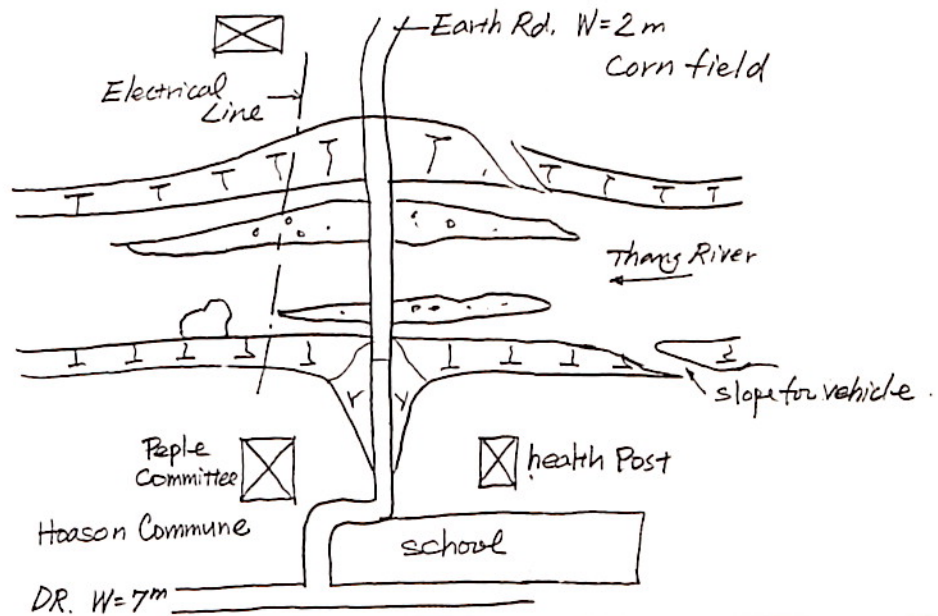 Earth Rd. W=2m
Corn field
Electrical
Line
Thang River
slope for vehicle.
Peple
Committee
health Post
Hoason Commune
school
DR. W=7m